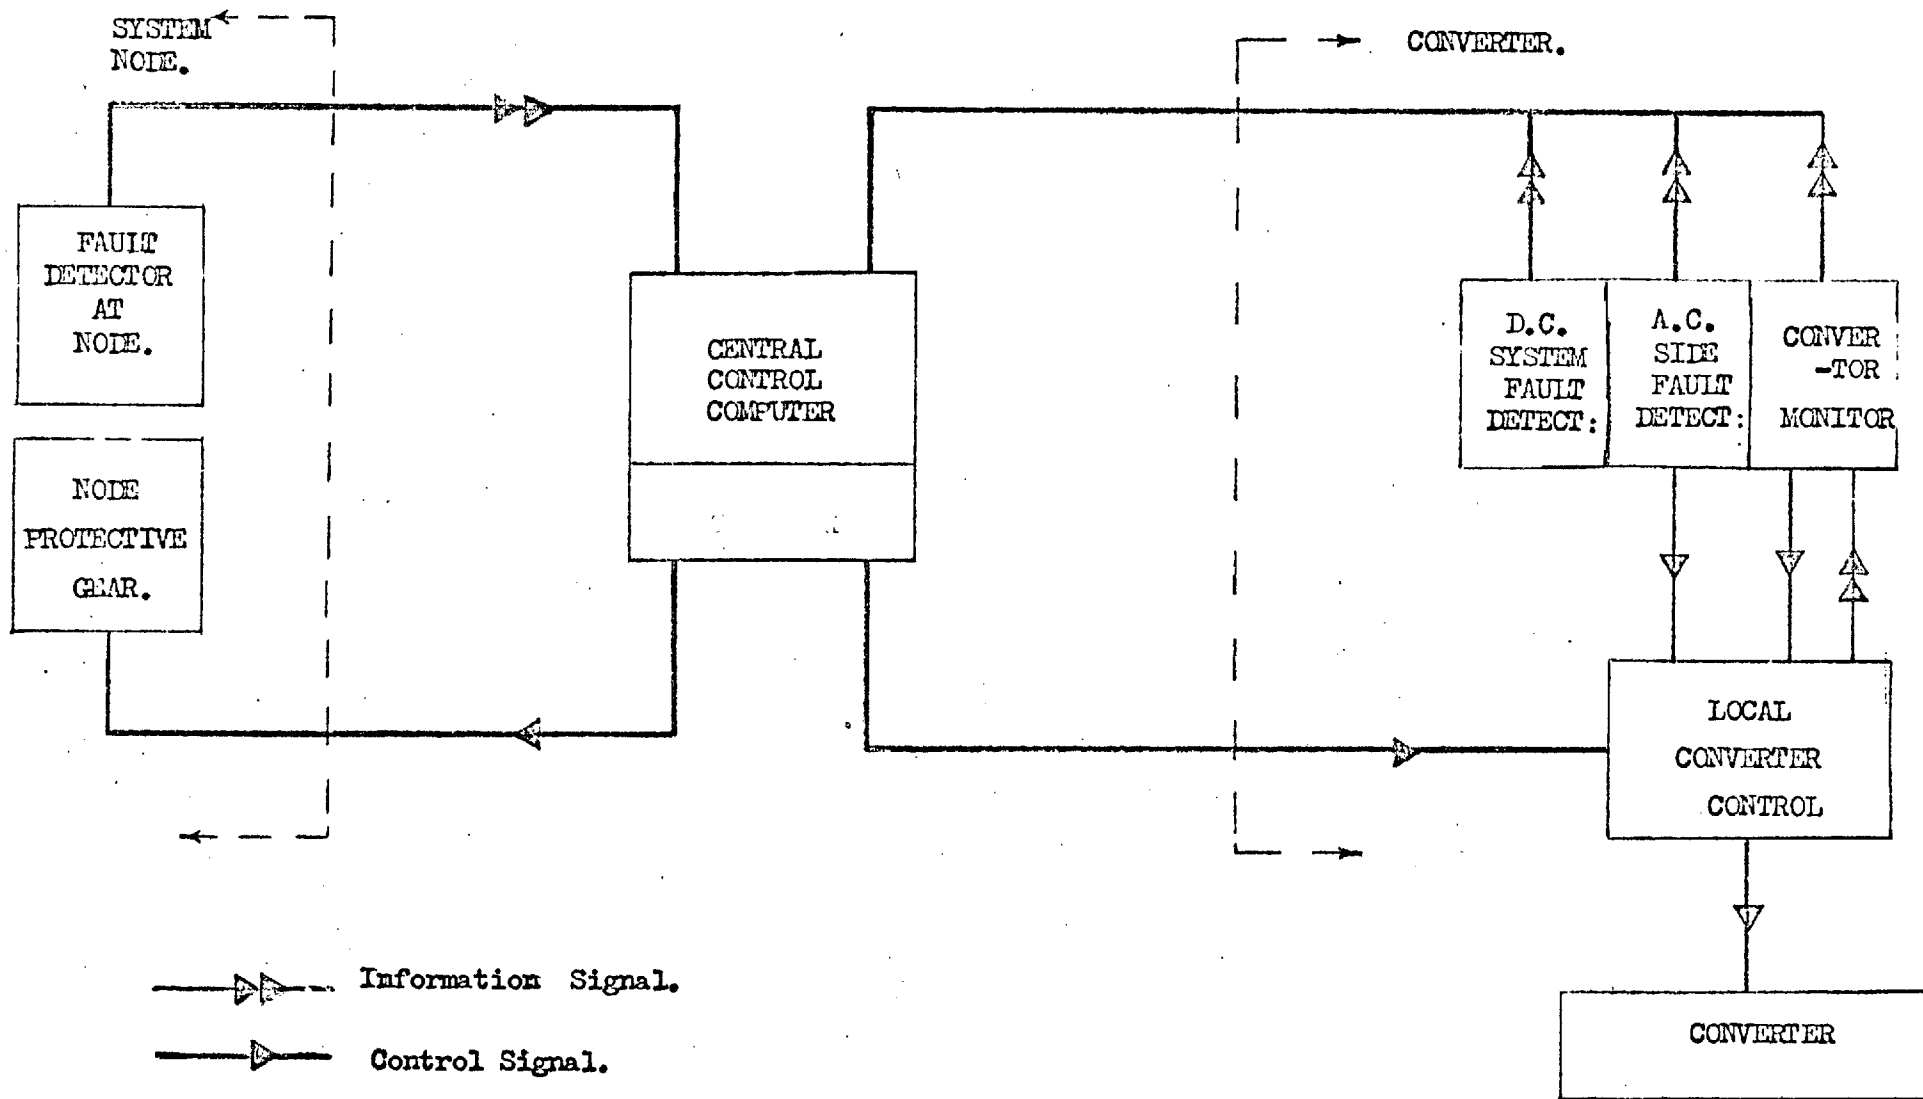 SYSTEM
NODE.
CONVERTER.
FAULT
DETECTOR
AT
NODE.
NODE
PROTECTIVE
GEAR.
CENTRAL
CONTROL
COMPUTER
D.C.
SYSTEM
FAULT
DETECT:
A.C.
SIDE
FAULT
DETECT:
CONVER
-TOR
MONITOR
LOCAL
CONVERTER
CONTROL
CONVERTER
Information Signal.
Control Signal.